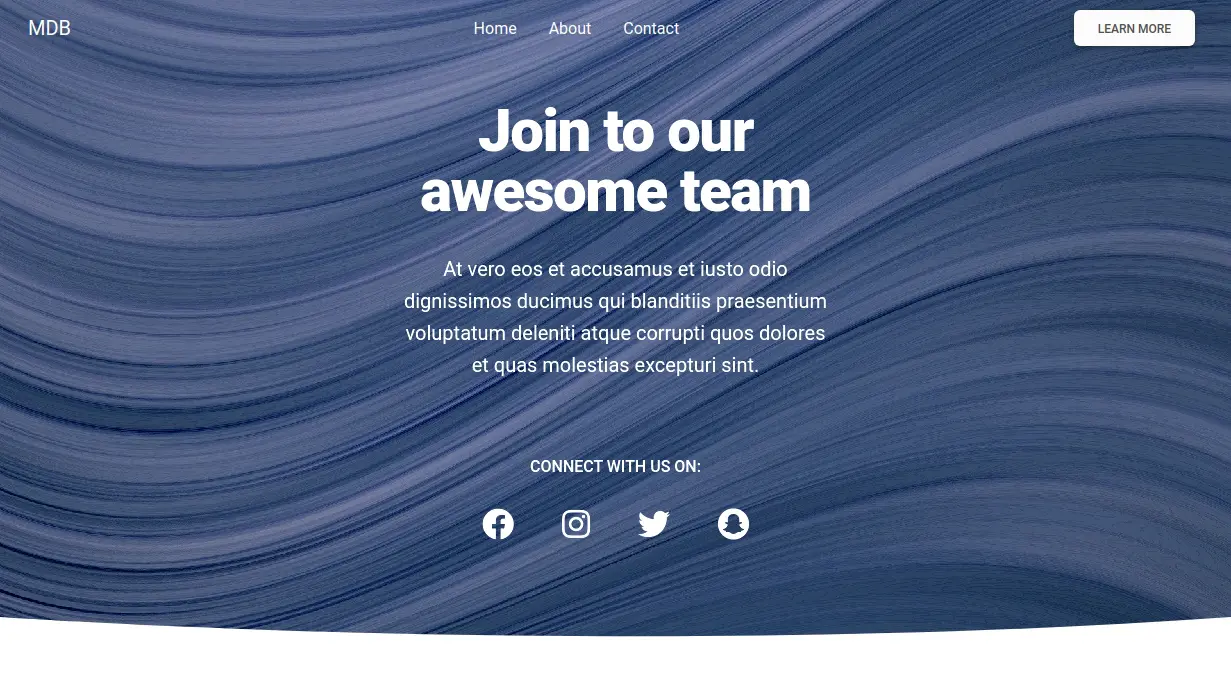 MDB
Home About Contact
LEARN MORE
Join to our
awesome team
At vero eos et accusamus et iusto odio
dignissimos ducimus qui blanditiis praesentium
voluptatum deleniti atque corrupti quos dolores
et quas molestias excepturi sint.
CONNECT WITH US ON: